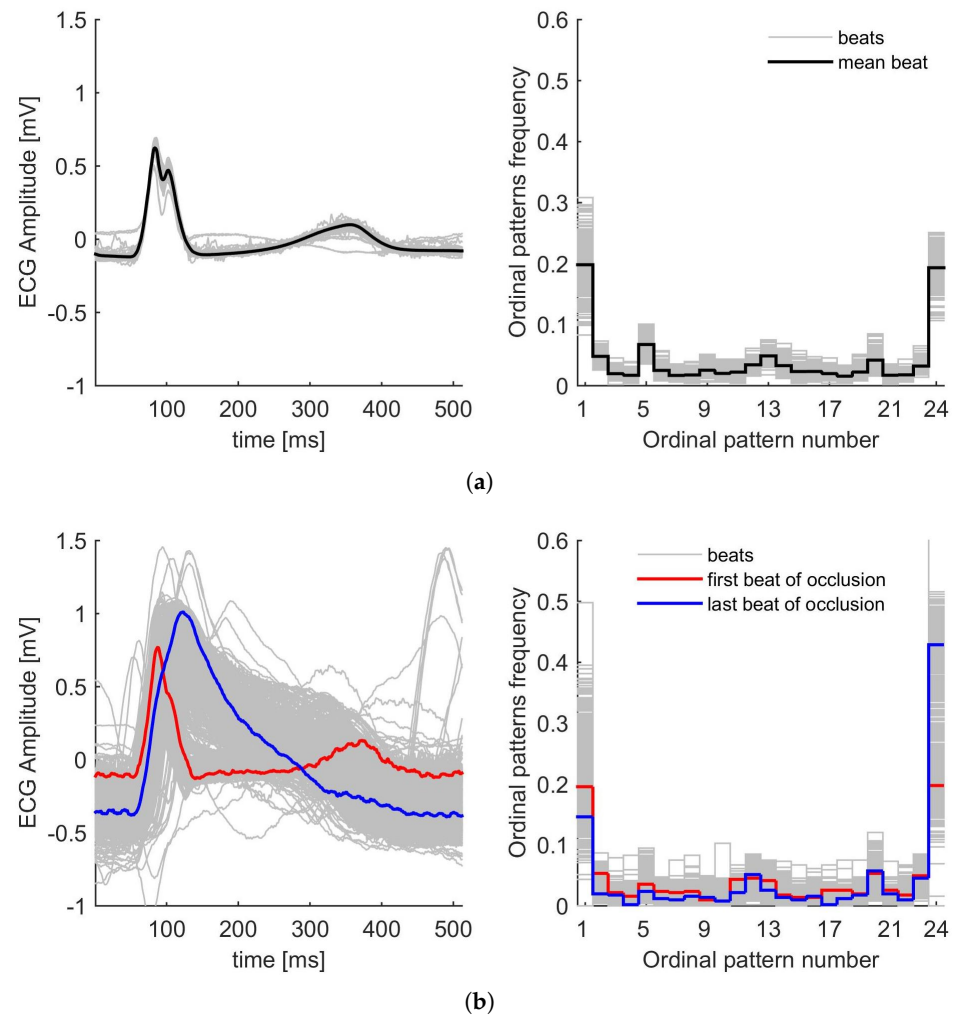 1.5
1
0.5
0
-0.5
-1
ECG Amplitude [mV]
100 200 300 400 500
time [ms]
0.6
0.5
0.4
0.3
0.2
0.1
0
Ordinal patterns frequency
beats
mean beat
1 5 9 13 17 21 24
Ordinal pattern number
(a)
1.5
1
0.5
0
-0.5
-1
ECG Amplitude [mV]
100 200 300 400 500
time [ms]
0.6
0.5
0.4
0.3
0.2
0.1
0
Ordinal patterns frequency
beats
first beat of occlusion
last beat of occlusion
1 5 9 13 17 21 24
Ordinal pattern number
(b)